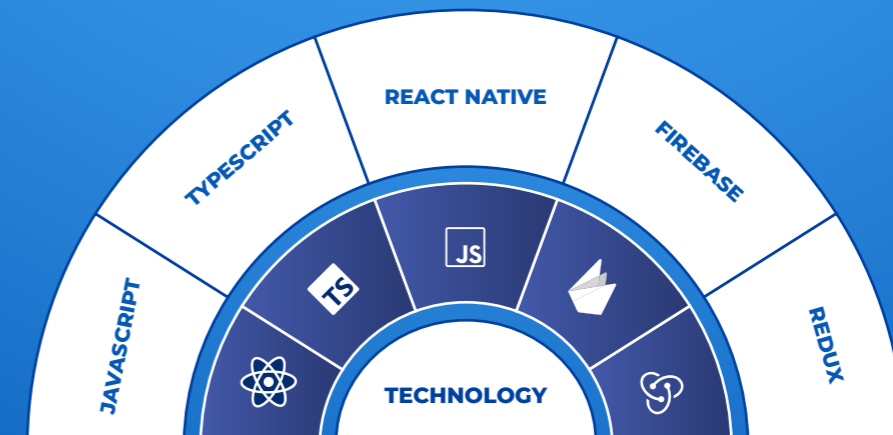 REACT NATIVE
TYPESCRIPT
FIREBASE
JAVASCRIPT
REDUX
JS
TS
TECHNOLOGY